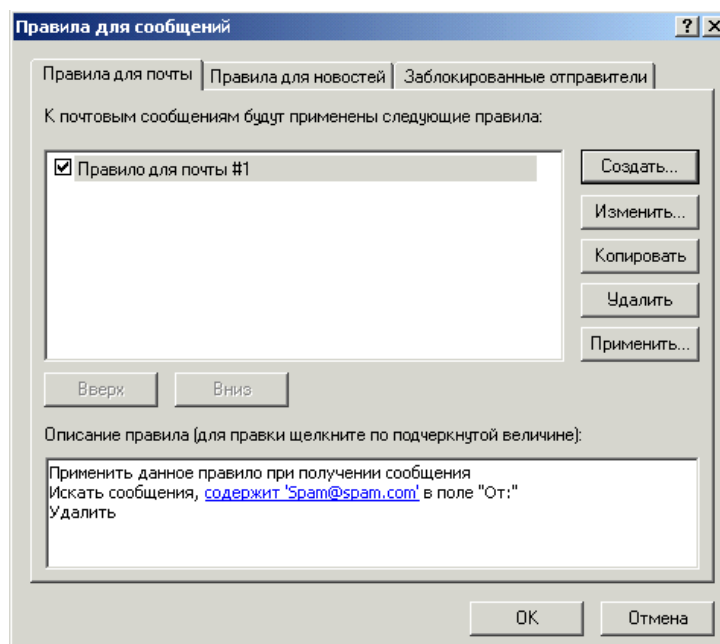 Правила для сообщений
Правила для почты Правила для новостей Заблокированные отправители
К почтовым сообщениям будут применены следующие правила:
Правило для почты #1
Создать...
Изменить...
Копировать
Удалить
Применить...
Вверх Вниз
Описание правила (для правки щелкните по подчеркнутой величине):
Применить данное правило при получении сообщения
Искать сообщения, содержит 'Spam@spam.com' в поле "От:"
Удалить
OK Отмена